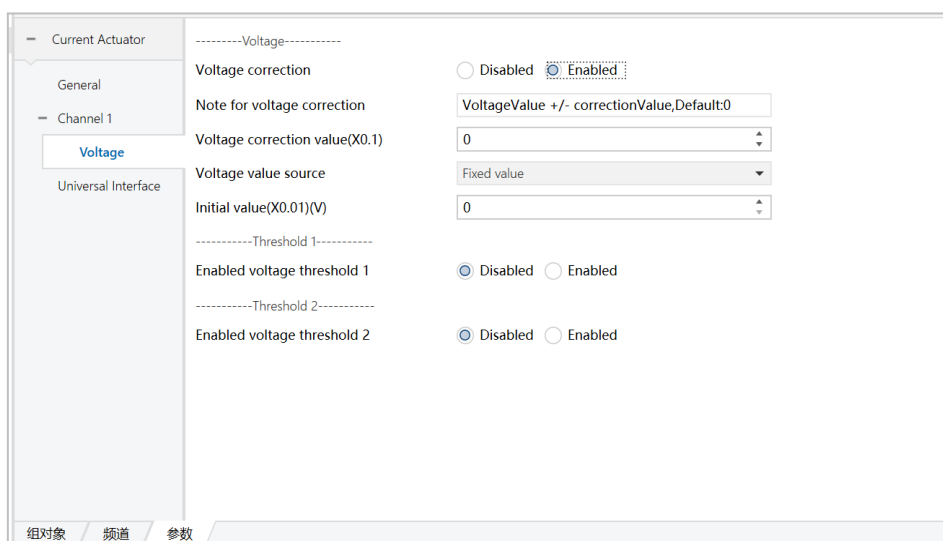 Current Actuator
General
Channel 1
Voltage
Universal Interface
---------Voltage-----------
Voltage correction Disabled Enabled
Note for voltage correction VoltageValue +/- correctionValue,Default:0
Voltage correction value(X0.1) 0
Voltage value source Fixed value
Initial value(X0.01)(V) 0
-----------Threshold 1-----------
Enabled voltage threshold 1 Disabled Enabled
-----------Threshold 2-----------
Enabled voltage threshold 2 Disabled Enabled
组对象 频道 参数